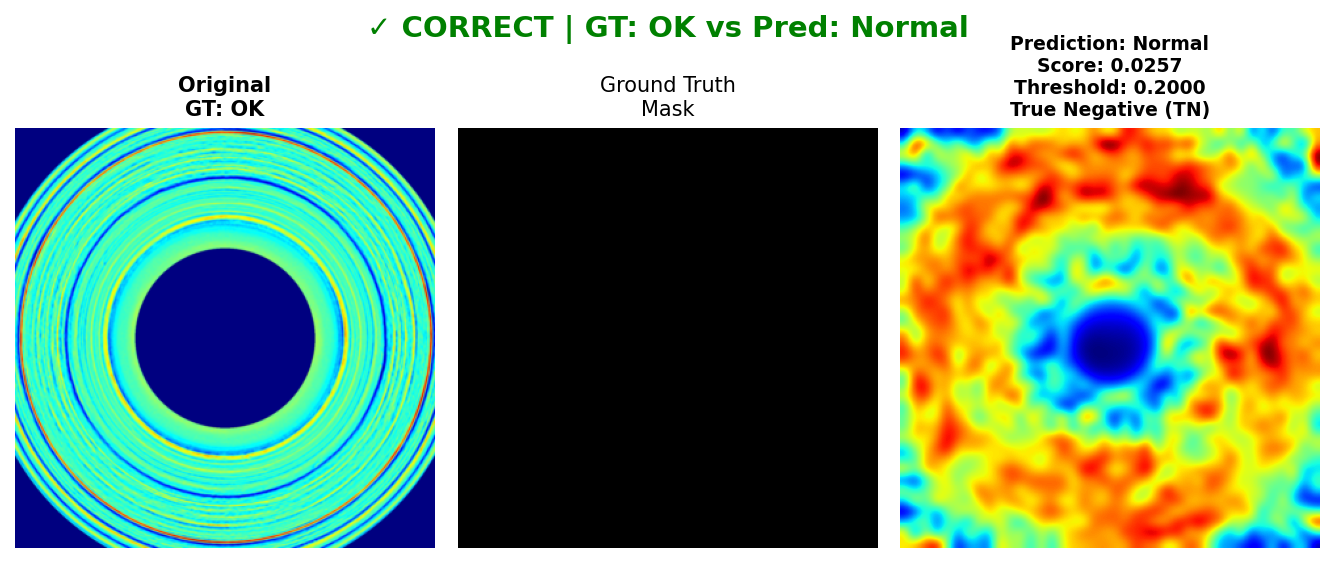 ✓ CORRECT | GT: OK vs Pred: Normal
Original
GT: OK
Ground Truth
Mask
Prediction: Normal
Score: 0.0257
Threshold: 0.2000
True Negative (TN)